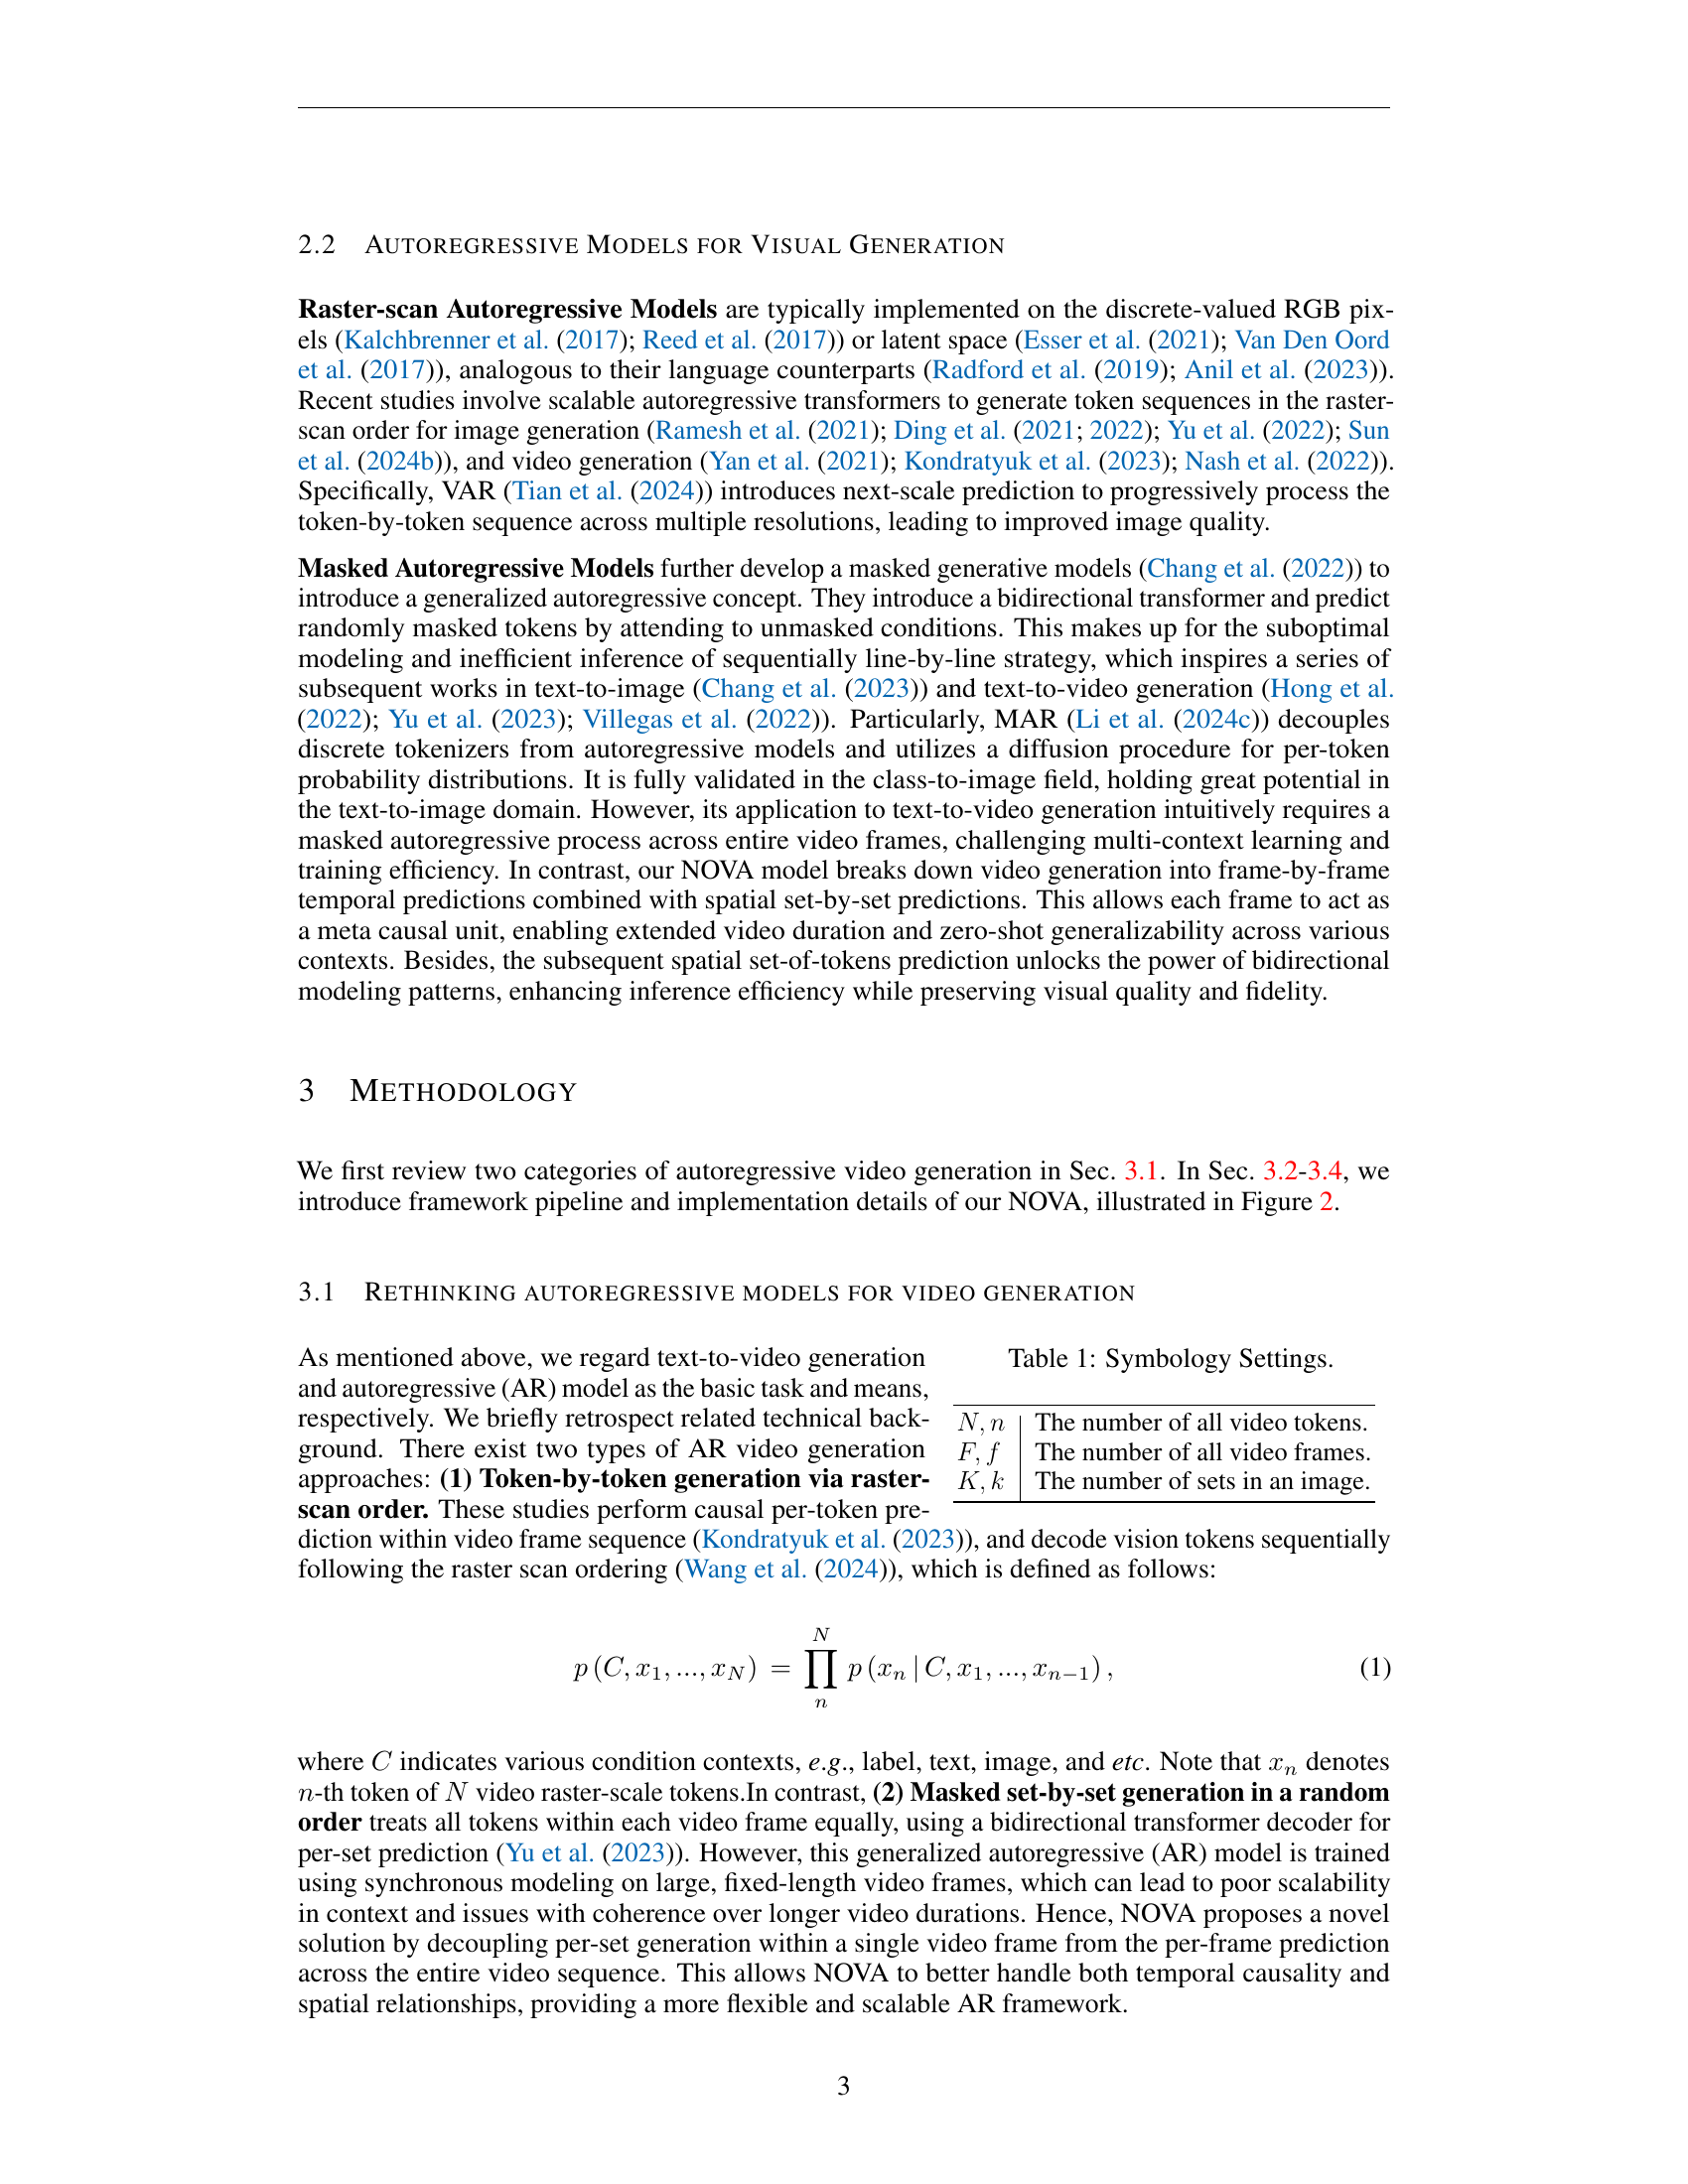 2.2 AUTOREGRESSIVE MODELS FOR VISUAL GENERATION
Raster-scan Autoregressive Models are typically implemented on the discrete-valued RGB pix-
els (Kalchbrenner et al. (2017); Reed et al. (2017)) or latent space (Esser et al. (2021); Van Den Oord
et al. (2017)), analogous to their language counterparts (Radford et al. (2019); Anil et al. (2023)).
Recent studies involve scalable autoregressive transformers to generate token sequences in the raster-
scan order for image generation (Ramesh et al. (2021); Ding et al. (2021; 2022); Yu et al. (2022); Sun
et al. (2024b)), and video generation (Yan et al. (2021); Kondratyuk et al. (2023); Nash et al. (2022)).
Specifically, VAR (Tian et al. (2024)) introduces next-scale prediction to progressively process the
token-by-token sequence across multiple resolutions, leading to improved image quality.
Masked Autoregressive Models further develop a masked generative models (Chang et al. (2022)) to
introduce a generalized autoregressive concept. They introduce a bidirectional transformer and predict
randomly masked tokens by attending to unmasked conditions. This makes up for the suboptimal
modeling and inefficient inference of sequentially line-by-line strategy, which inspires a series of
subsequent works in text-to-image (Chang et al. (2023)) and text-to-video generation (Hong et al.
(2022); Yu et al. (2023); Villegas et al. (2022)). Particularly, MAR (Li et al. (2024c)) decouples
discrete tokenizers from autoregressive models and utilizes a diffusion procedure for per-token
probability distributions. It is fully validated in the class-to-image field, holding great potential in
the text-to-image domain. However, its application to text-to-video generation intuitively requires a
masked autoregressive process across entire video frames, challenging multi-context learning and
training efficiency. In contrast, our NOVA model breaks down video generation into frame-by-frame
temporal predictions combined with spatial set-by-set predictions. This allows each frame to act as
a meta causal unit, enabling extended video duration and zero-shot generalizability across various
contexts. Besides, the subsequent spatial set-of-tokens prediction unlocks the power of bidirectional
modeling patterns, enhancing inference efficiency while preserving visual quality and fidelity.
3 METHODOLOGY
We first review two categories of autoregressive video generation in Sec. 3.1. In Sec. 3.2-3.4, we
introduce framework pipeline and implementation details of our NOVA, illustrated in Figure 2.
3.1 RETHINKING AUTOREGRESSIVE MODELS FOR VIDEO GENERATION
As mentioned above, we regard text-to-video generation
and autoregressive (AR) model as the basic task and means,
respectively. We briefly retrospect related technical back-
ground. There exist two types of AR video generation
approaches: (1) Token-by-token generation via raster-
scan order. These studies perform causal per-token pre-
Table 1: Symbology Settings.
N, n The number of all video tokens.
F, f The number of all video frames.
K, k The number of sets in an image.
diction within video frame sequence (Kondratyuk et al. (2023)), and decode vision tokens sequentially
following the raster scan ordering (Wang et al. (2024)), which is defined as follows:
p (C, x₁, ..., x_N) = ∏_n^N p (x_n | C, x₁, ..., x_{n−1}) , (1)
where C indicates various condition contexts, e.g., label, text, image, and etc. Note that x_n denotes
n-th token of N video raster-scale tokens.In contrast, (2) Masked set-by-set generation in a random
order treats all tokens within each video frame equally, using a bidirectional transformer decoder for
per-set prediction (Yu et al. (2023)). However, this generalized autoregressive (AR) model is trained
using synchronous modeling on large, fixed-length video frames, which can lead to poor scalability
in context and issues with coherence over longer video durations. Hence, NOVA proposes a novel
solution by decoupling per-set generation within a single video frame from the per-frame prediction
across the entire video sequence. This allows NOVA to better handle both temporal causality and
spatial relationships, providing a more flexible and scalable AR framework.
3